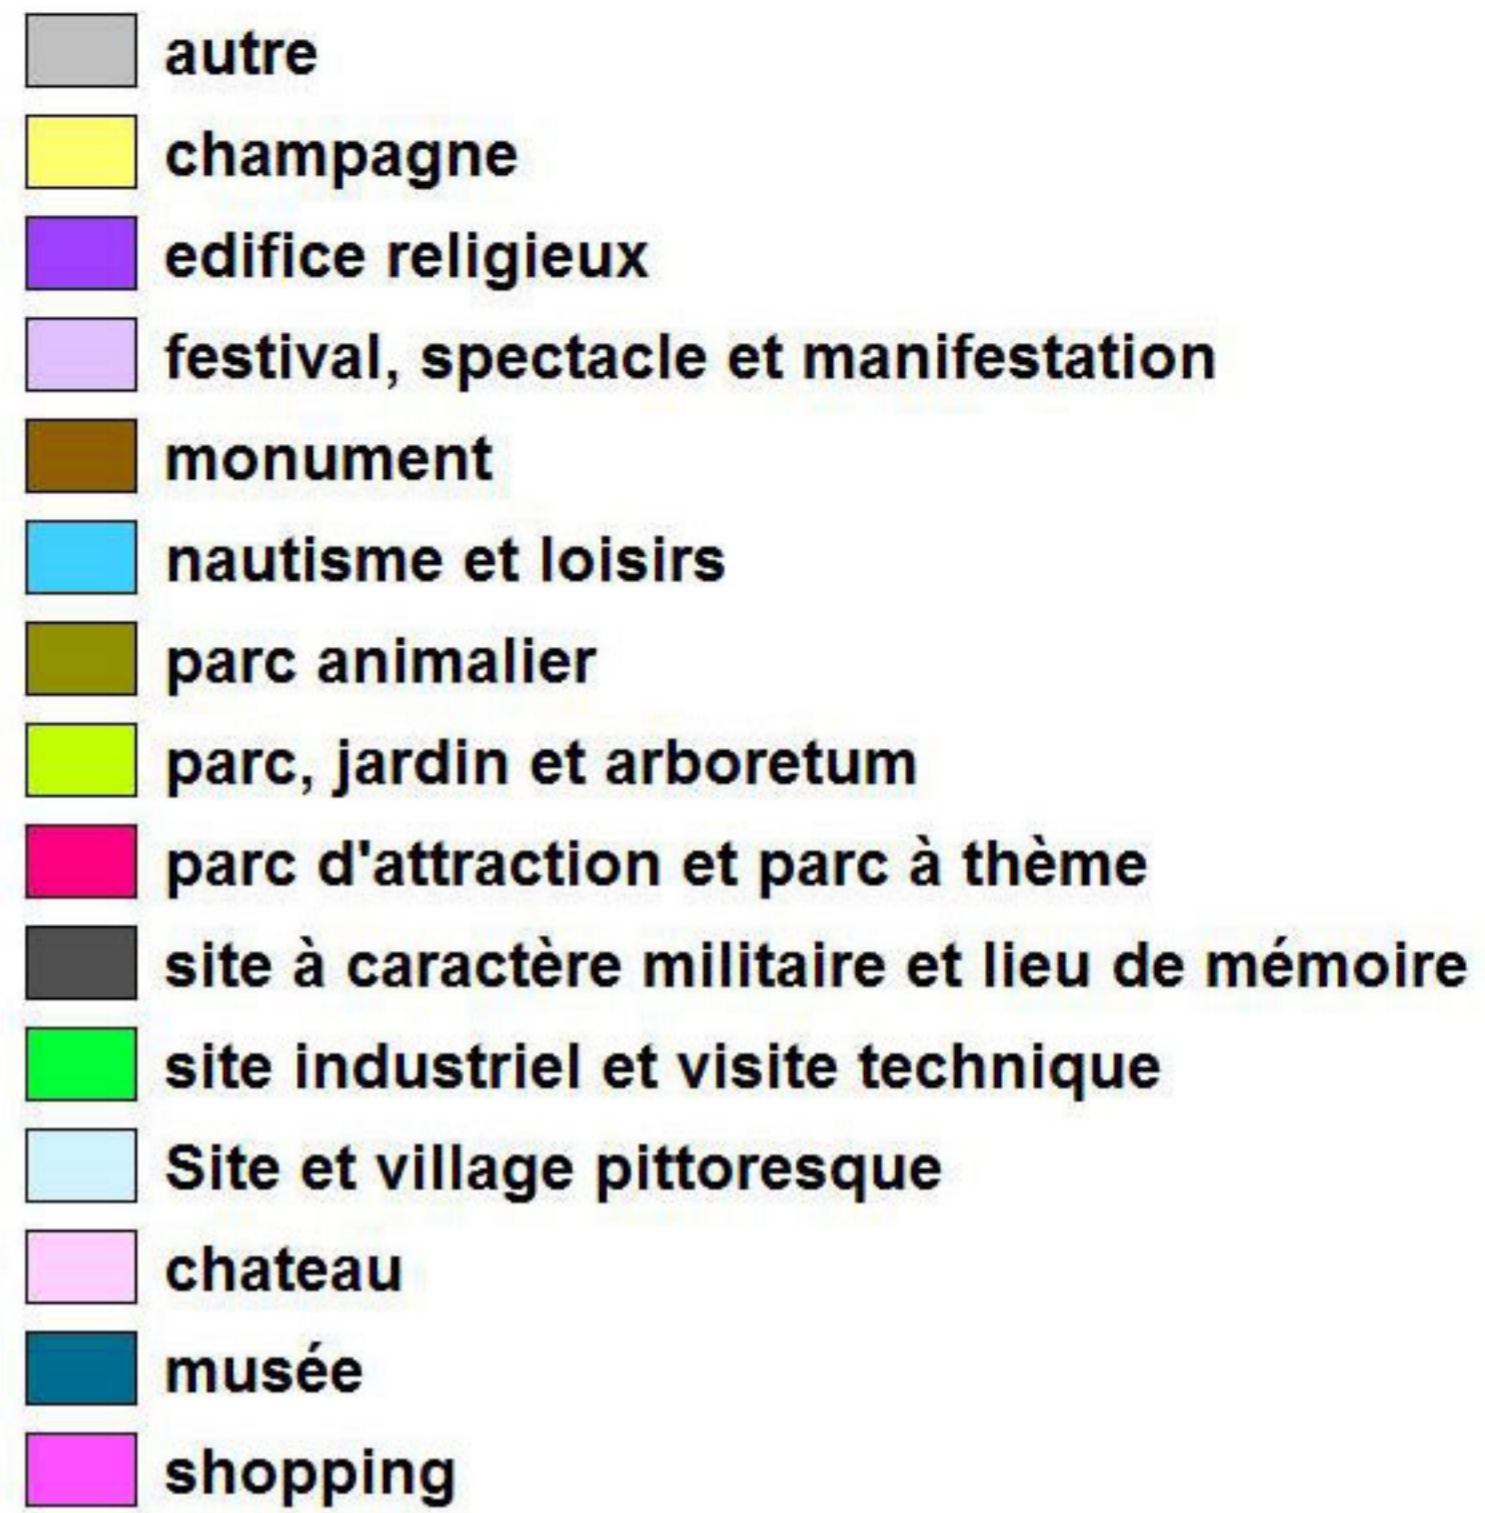 autre
champagne
edifice religieux
festival, spectacle et manifestation
monument
nautisme et loisirs
parc animalier
parc, jardin et arboretum
parc d'attraction et parc à thème
site à caractère militaire et lieu de mémoire
site industriel et visite technique
Site et village pittoresque
chateau
musée
shopping